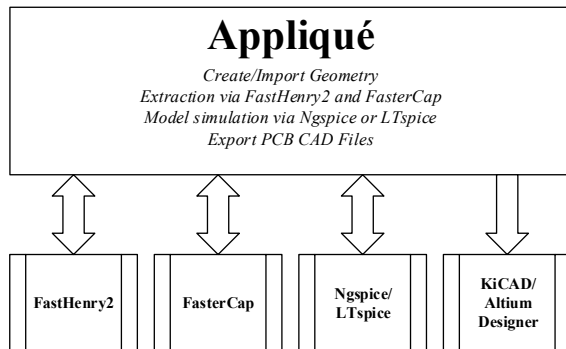 Appliqué
Create/Import Geometry
Extraction via FastHenry2 and FasterCap
Model simulation via Ngspice or LTspice
Export PCB CAD Files
FastHenry2
FasterCap
Ngspice/
LTspice
KiCAD/
Altium
Designer